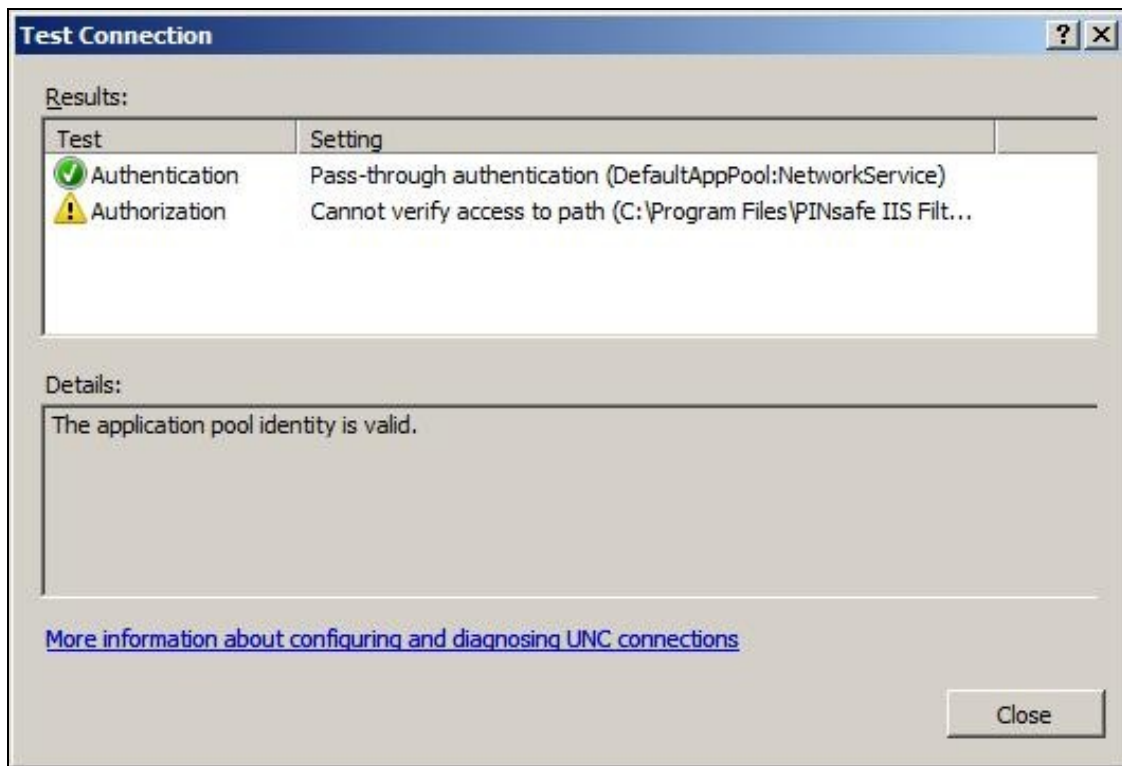 Test Connection
Results:
Test Setting
Authentication Pass-through authentication (DefaultAppPool:NetworkService)
Authorization Cannot verify access to path (C:\Program Files\PINsafe IIS Filt...
Details:
The application pool identity is valid.
More information about configuring and diagnosing UNC connections
Close